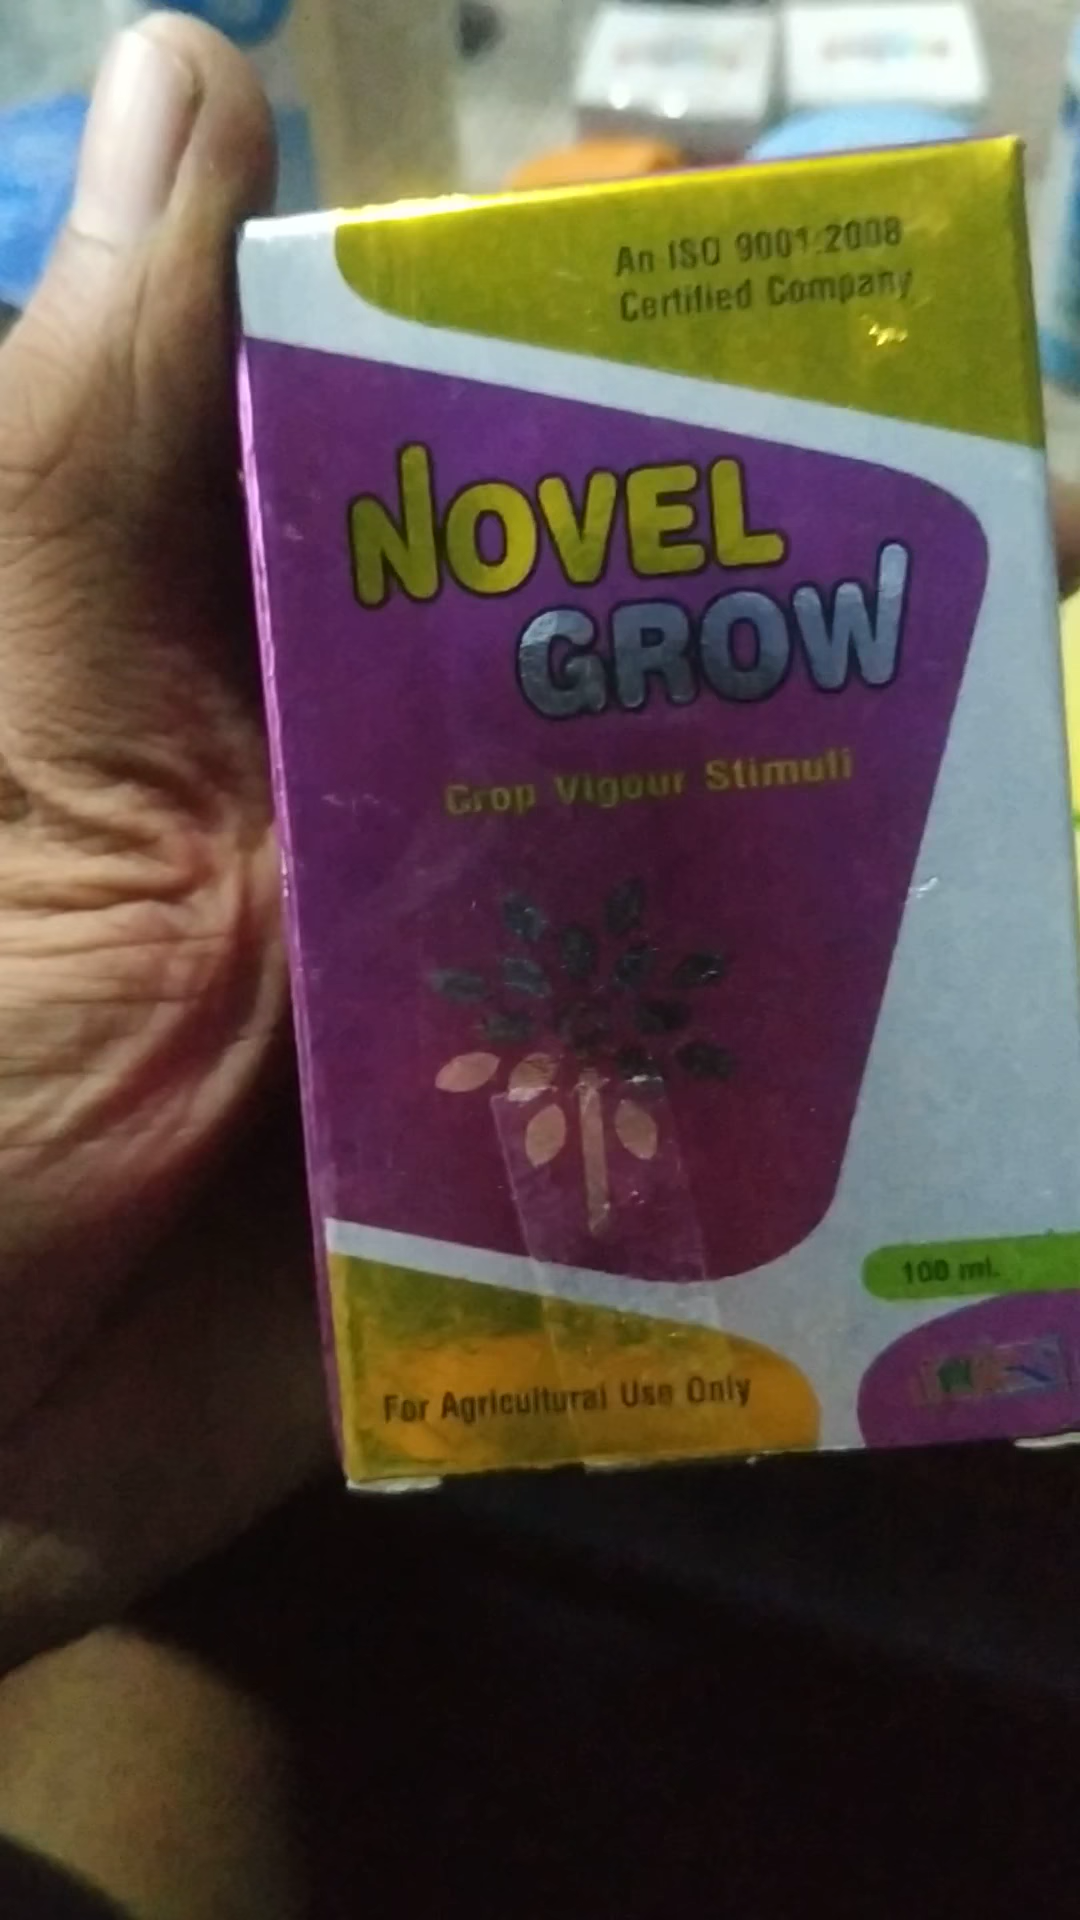 An ISO 9001:2008
Certified Company
NOVEL
GROW
Crop Vigour Stimuli
100 ml.
For Agricultural Use Only